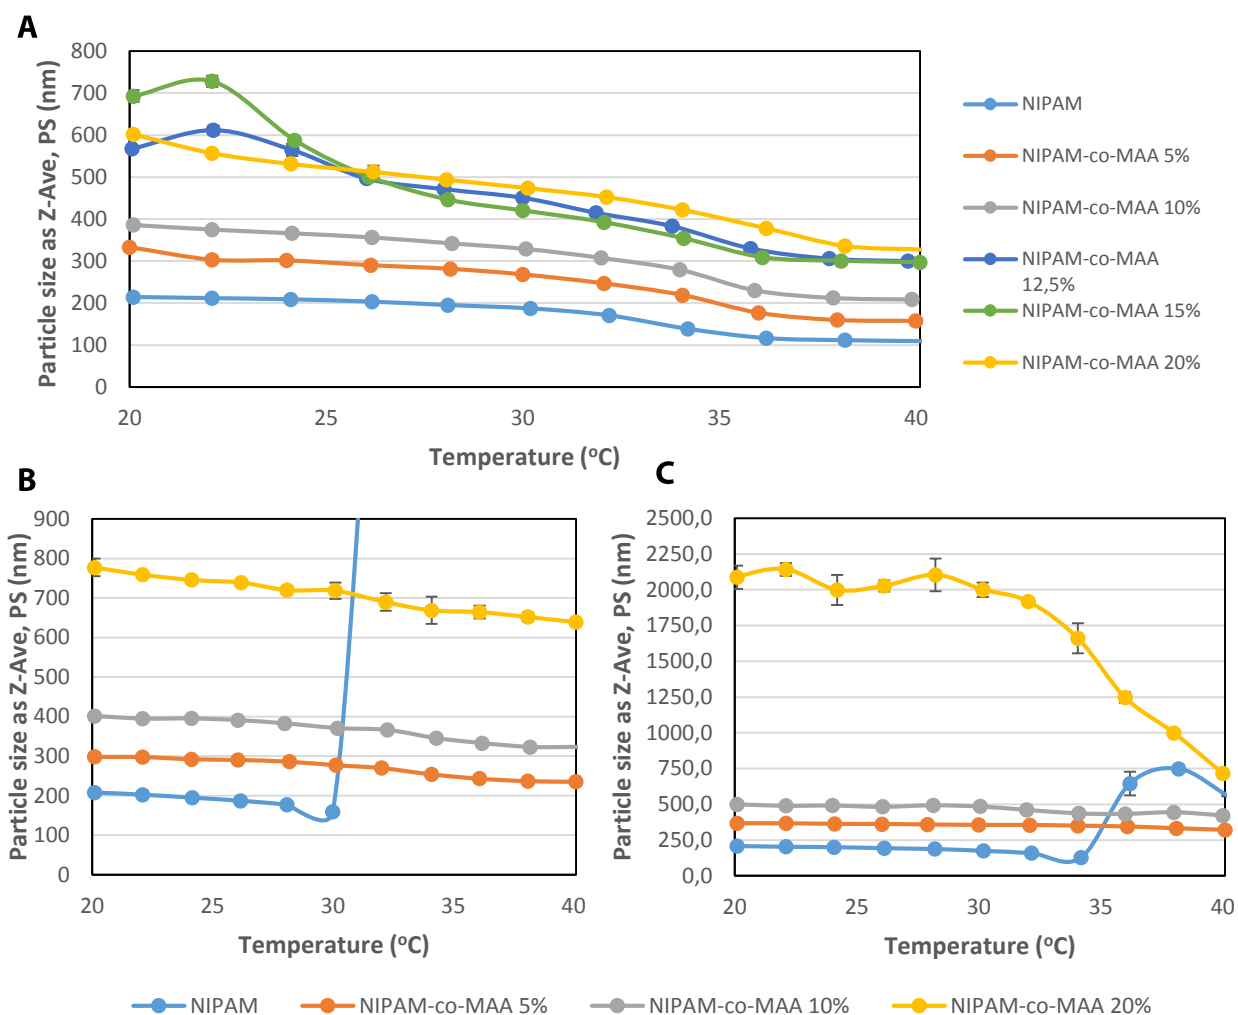 A
Particle size as Z-Ave, PS (nm)
800
700
600
500
400
300
200
100
0
20 25 30 35 40
Temperature (ºC)
NIPAM
NIPAM-co-MAA 5%
NIPAM-co-MAA 10%
NIPAM-co-MAA
12,5%
NIPAM-co-MAA 15%
NIPAM-co-MAA 20%
B
Particle size as Z-Ave, PS (nm)
900
800
700
600
500
400
300
200
100
0
20 25 30 35 40
Temperature (ºC)
C
Particle size as Z-Ave, PS (nm)
2500,0
2250,0
2000,0
1750,0
1500,0
1250,0
1000,0
750,0
500,0
250,0
0,0
20 25 30 35 40
Temperature (ºC)
NIPAM NIPAM-co-MAA 5% NIPAM-co-MAA 10% NIPAM-co-MAA 20%